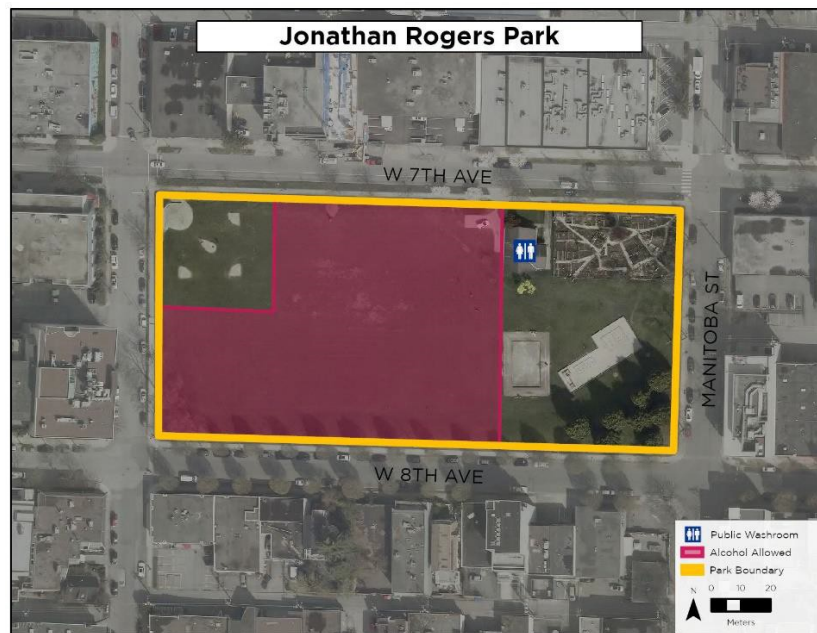 Jonathan Rogers Park
W 7TH AVE
MANITOBA ST
W 8TH AVE
Public Washroom
Alcohol Allowed
Park Boundary
N
0 10 20
Meters